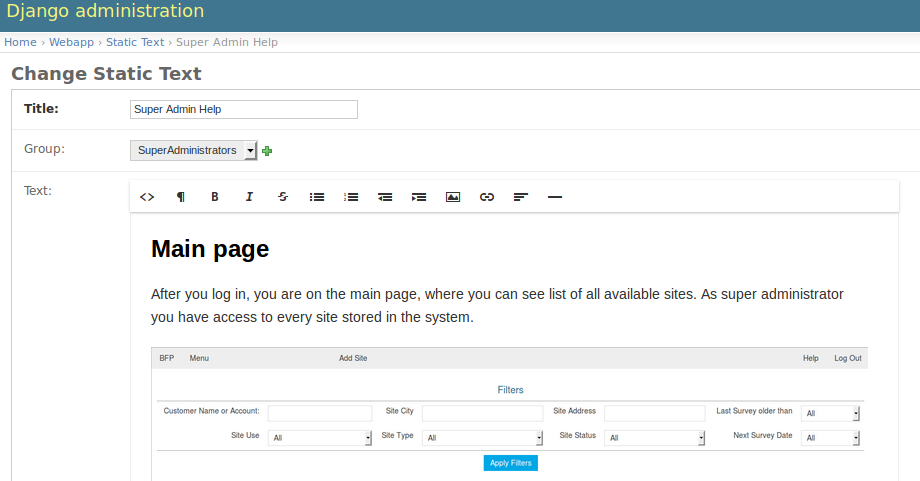 Django administration
Home › Webapp › Static Text › Super Admin Help
Change Static Text
Title: Super Admin Help
Group: SuperAdministrators
Text:
<> ¶ B I S
Main page
After you log in, you are on the main page, where you can see list of all available sites. As super administrator
you have access to every site stored in the system.
BFP Menu Add Site Help Log Out
Filters
Customer Name or Account: Site City Site Address Last Survey older than All
Site Use All Site Type All Site Status All Next Survey Date All
Apply Filters